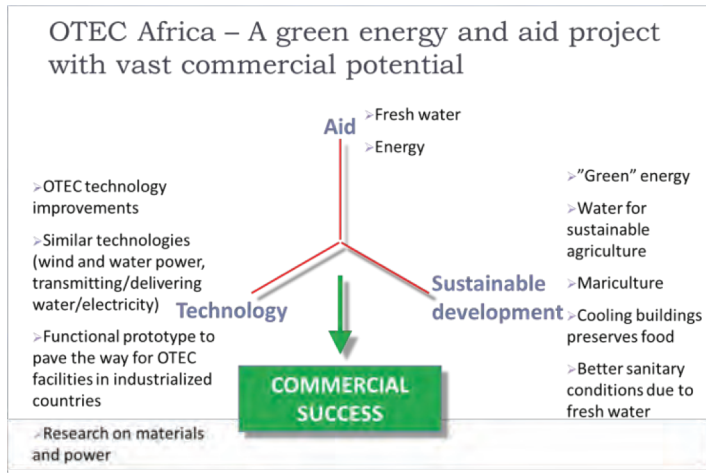 OTEC Africa – A green energy and aid project
with vast commercial potential
Aid
➢Fresh water
➢Energy
➢OTEC technology
improvements
➢Similar technologies
(wind and water power,
transmitting/delivering
water/electricity)
➢Functional prototype to
pave the way for OTEC
facilities in industrialized
countries
➢Research on materials
and power
Technology
Sustainable
development
➢"Green" energy
➢Water for
sustainable
agriculture
➢Mariculture
➢Cooling buildings
preserves food
➢Better sanitary
conditions due to
fresh water
COMMERCIAL
SUCCESS